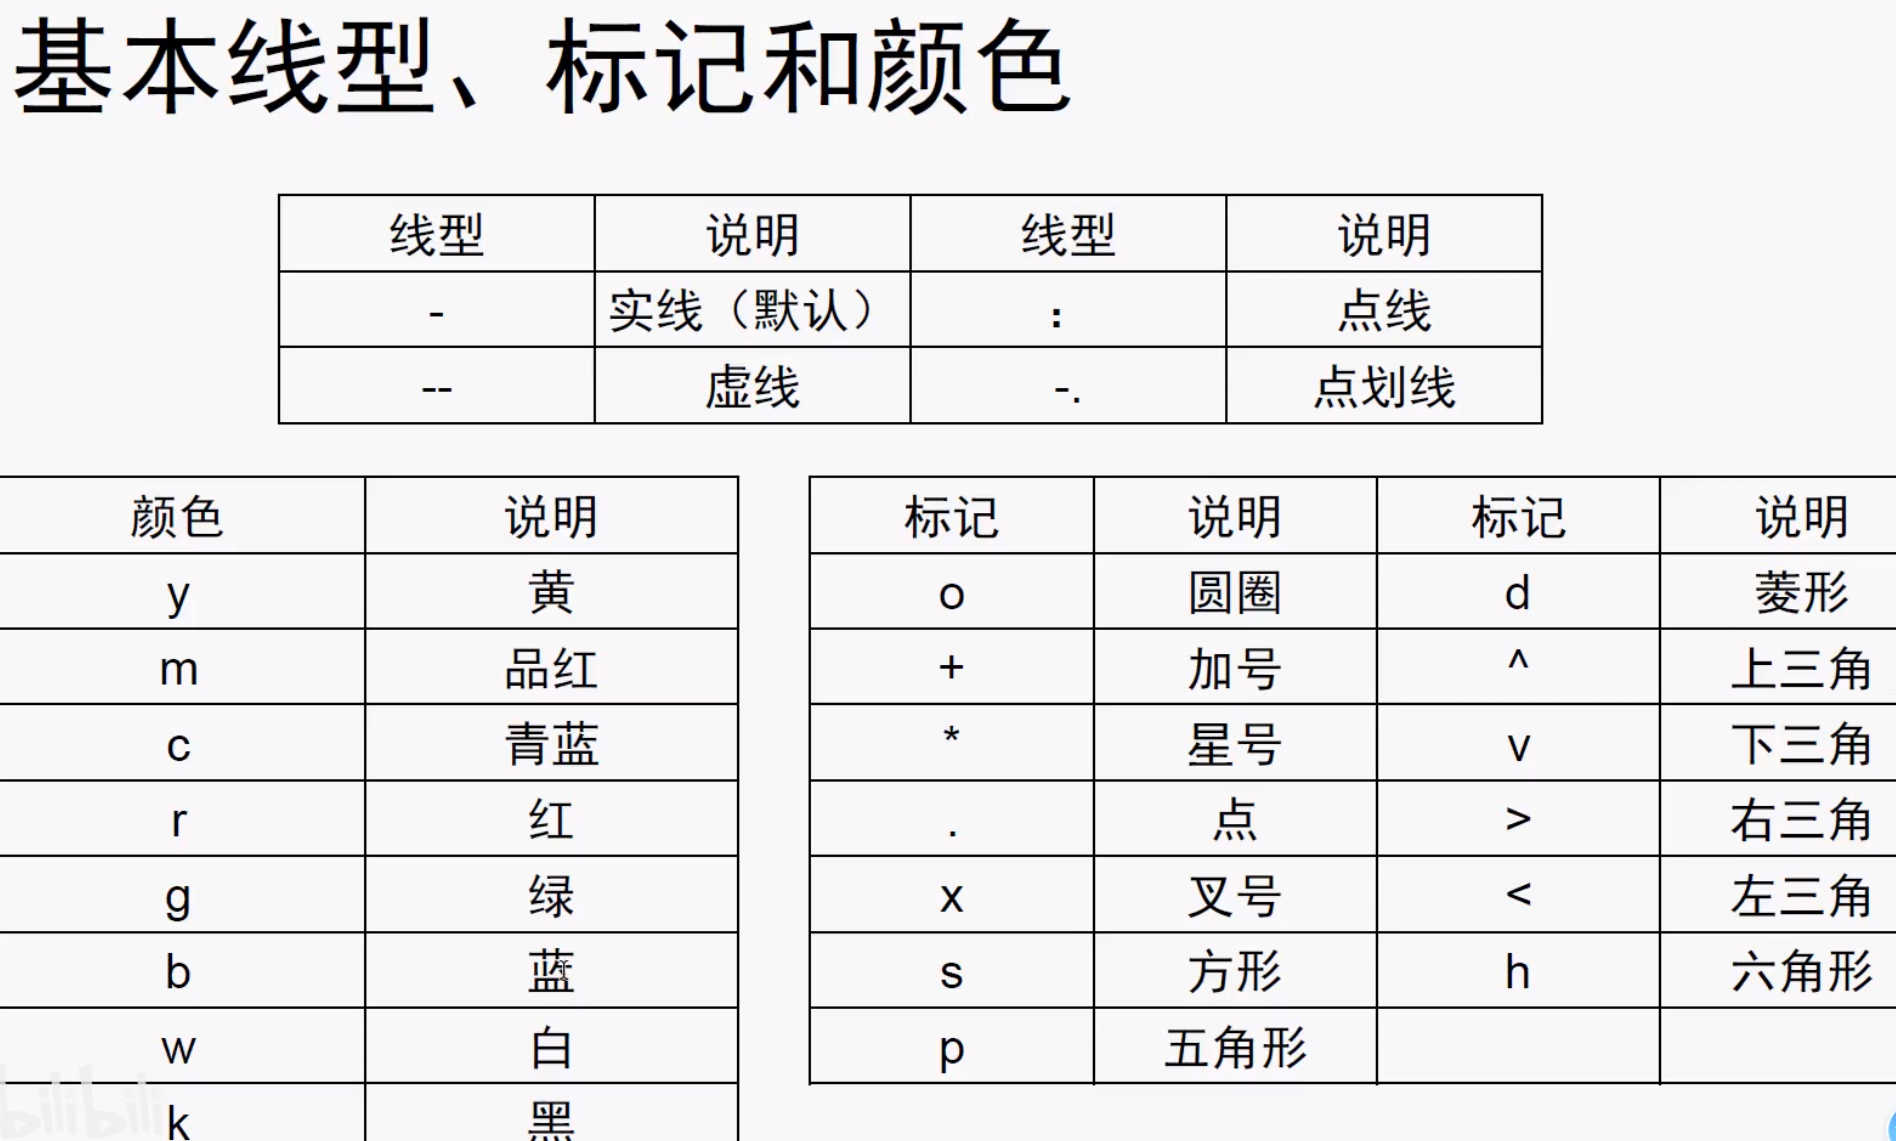 基本线型、标记和颜色
线型 说明 线型 说明
- 实线（默认） : 点线
-- 虚线 -. 点划线
颜色 说明
y 黄
m 品红
c 青蓝
r 红
g 绿
b 蓝
w 白
k 黑
标记 说明 标记 说明
o 圆圈 d 菱形
+ 加号 ^ 上三角
* 星号 v 下三角
. 点 > 右三角
x 叉号 < 左三角
s 方形 h 六角形
p 五角形
bilibili